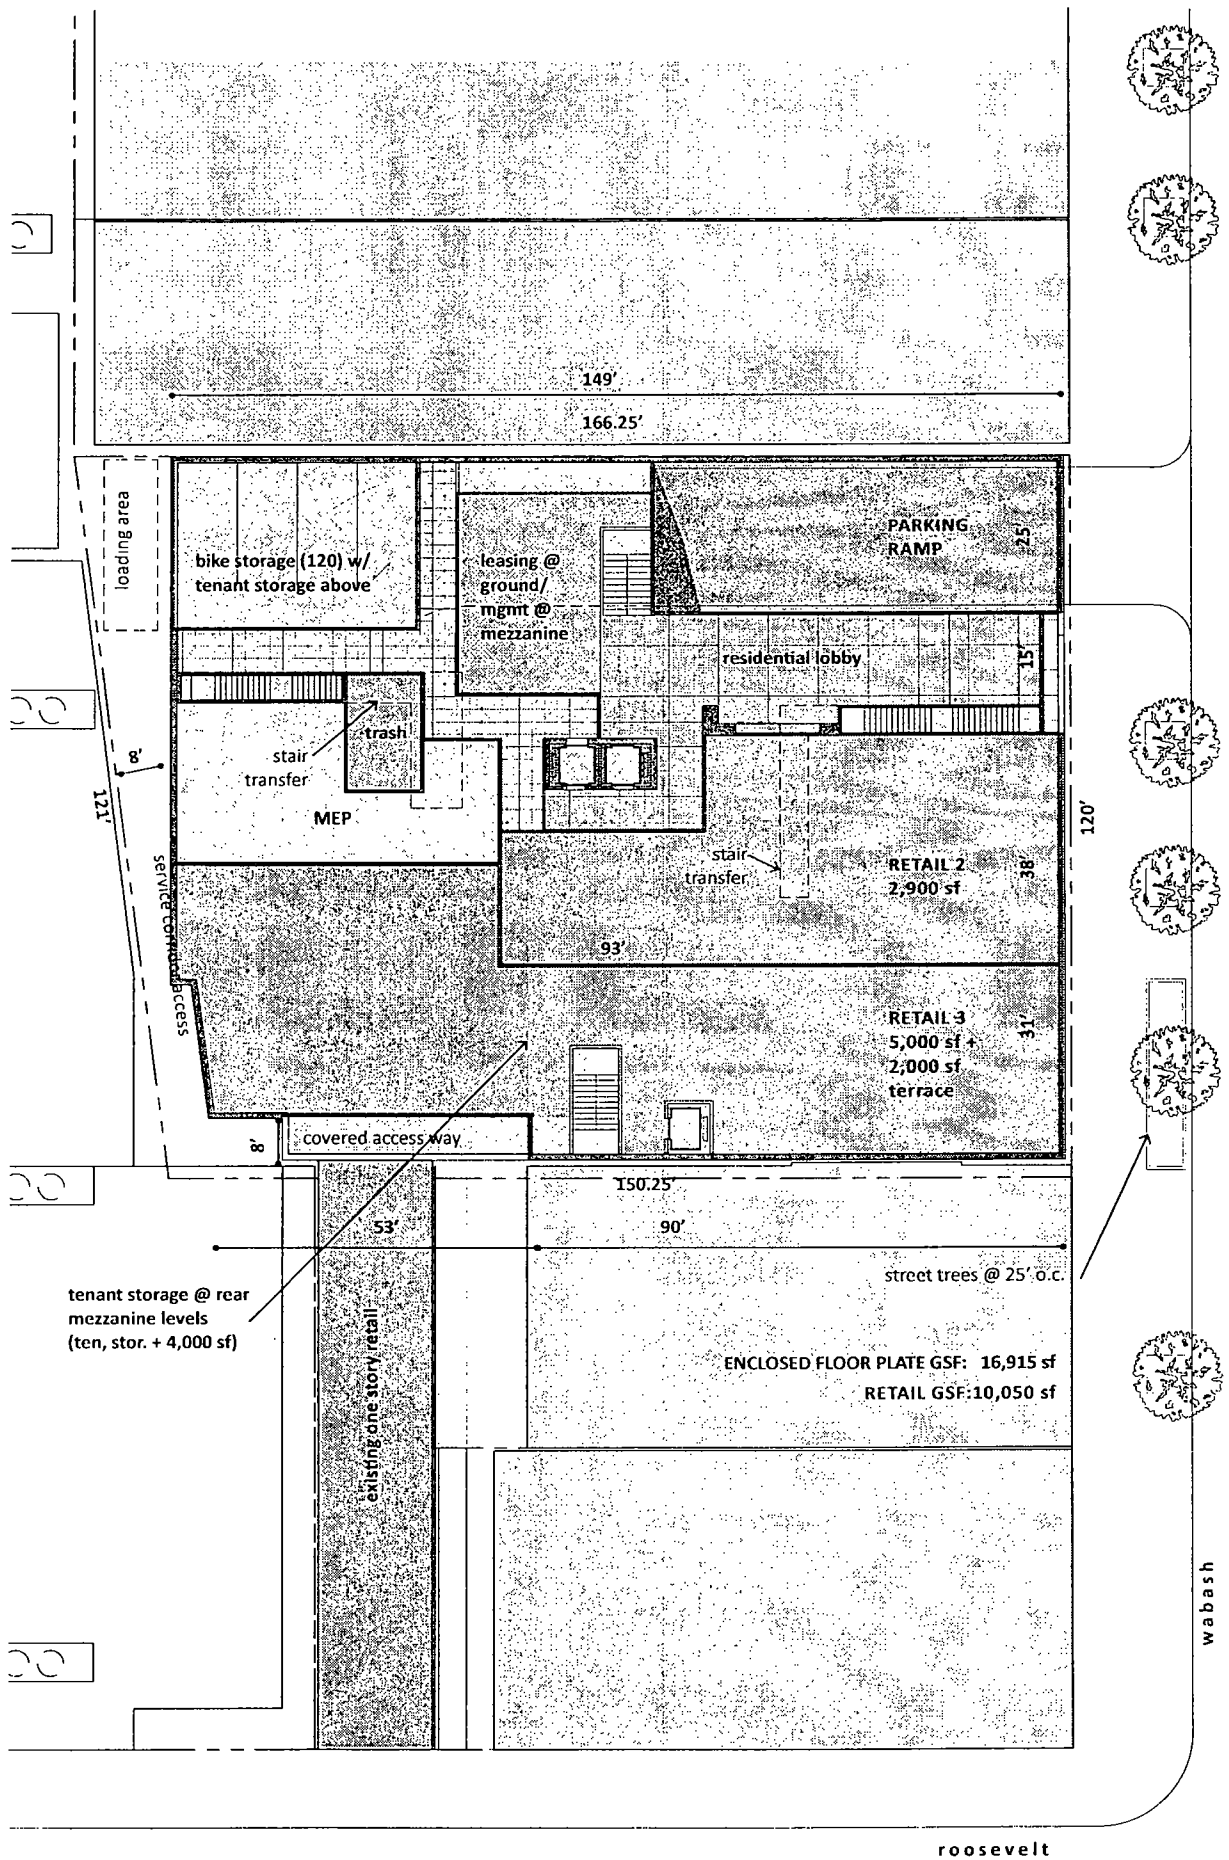 149'
166.25'
loading area
bike storage (120) w/
tenant storage above
leasing @
ground/
mgmt @
mezzanine
PARKING
RAMP
25'
residential lobby
15'
trash
stair
transfer
8'
121'
MEP
120'
service corridor access
stair
transfer
RETAIL 2
2,900 sf
38'
93'
RETAIL 3
5,000 sf +
2,000 sf
terrace
31'
covered access way
8'
150.25'
53'
90'
street trees @ 25' o.c.
tenant storage @ rear
mezzanine levels
(ten, stor. + 4,000 sf)
existing one story retail
ENCLOSED FLOOR PLATE GSF: 16,915 sf
RETAIL GSF:10,050 sf
wabash
roosevelt